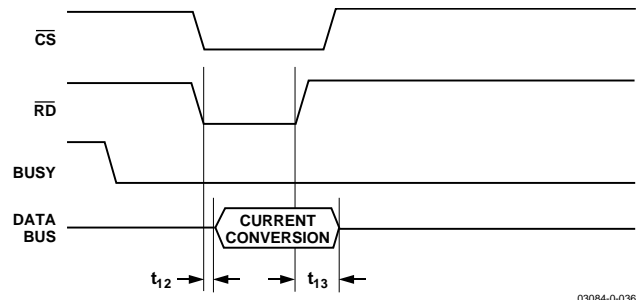 CS
RD
BUSY
DATA
BUS
CURRENT
CONVERSION
t12
t13
03084-0-036